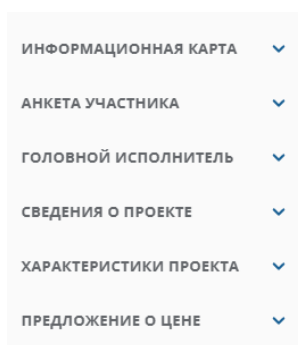 ИНФОРМАЦИОННАЯ КАРТА
АНКЕТА УЧАСТНИКА
ГОЛОВНОЙ ИСПОЛНИТЕЛЬ
СВЕДЕНИЯ О ПРОЕКТЕ
ХАРАКТЕРИСТИКИ ПРОЕКТА
ПРЕДЛОЖЕНИЕ О ЦЕНЕ